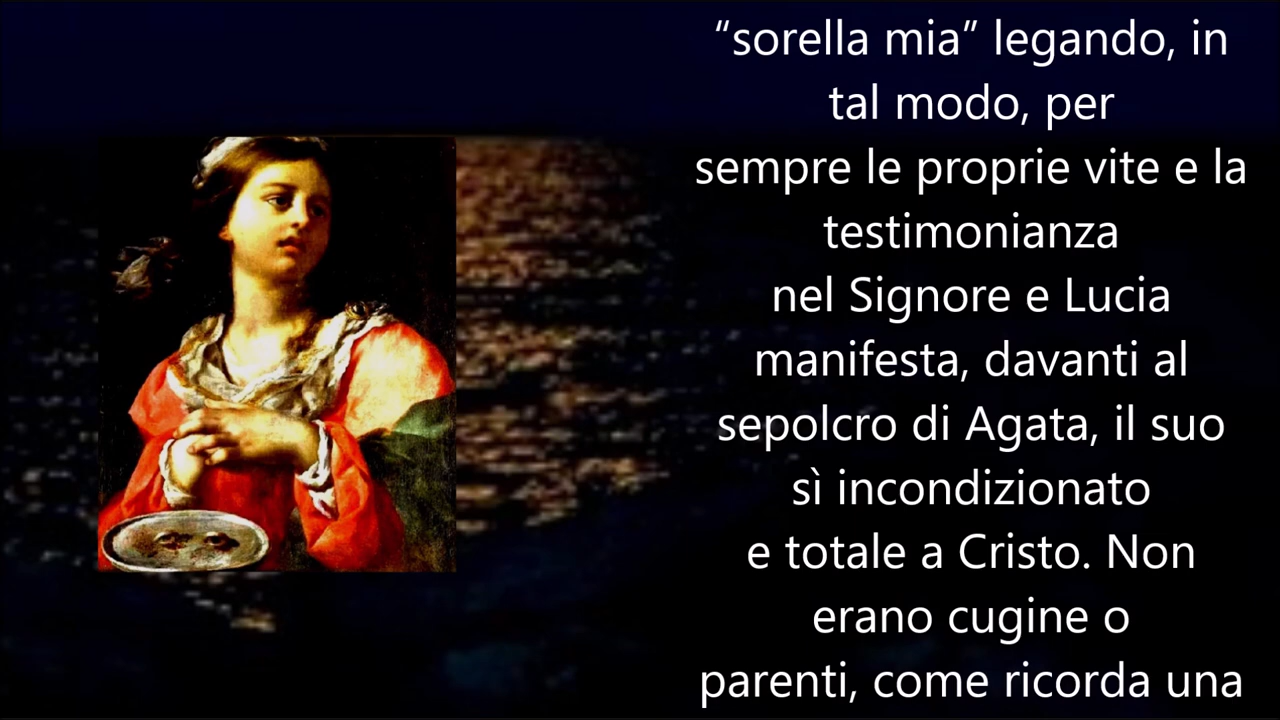 “sorella mia” legando, in
tal modo, per
sempre le proprie vite e la
testimonianza
nel Signore e Lucia
manifesta, davanti al
sepolcro di Agata, il suo
sì incondizionato
e totale a Cristo. Non
erano cugine o
parenti, come ricorda una